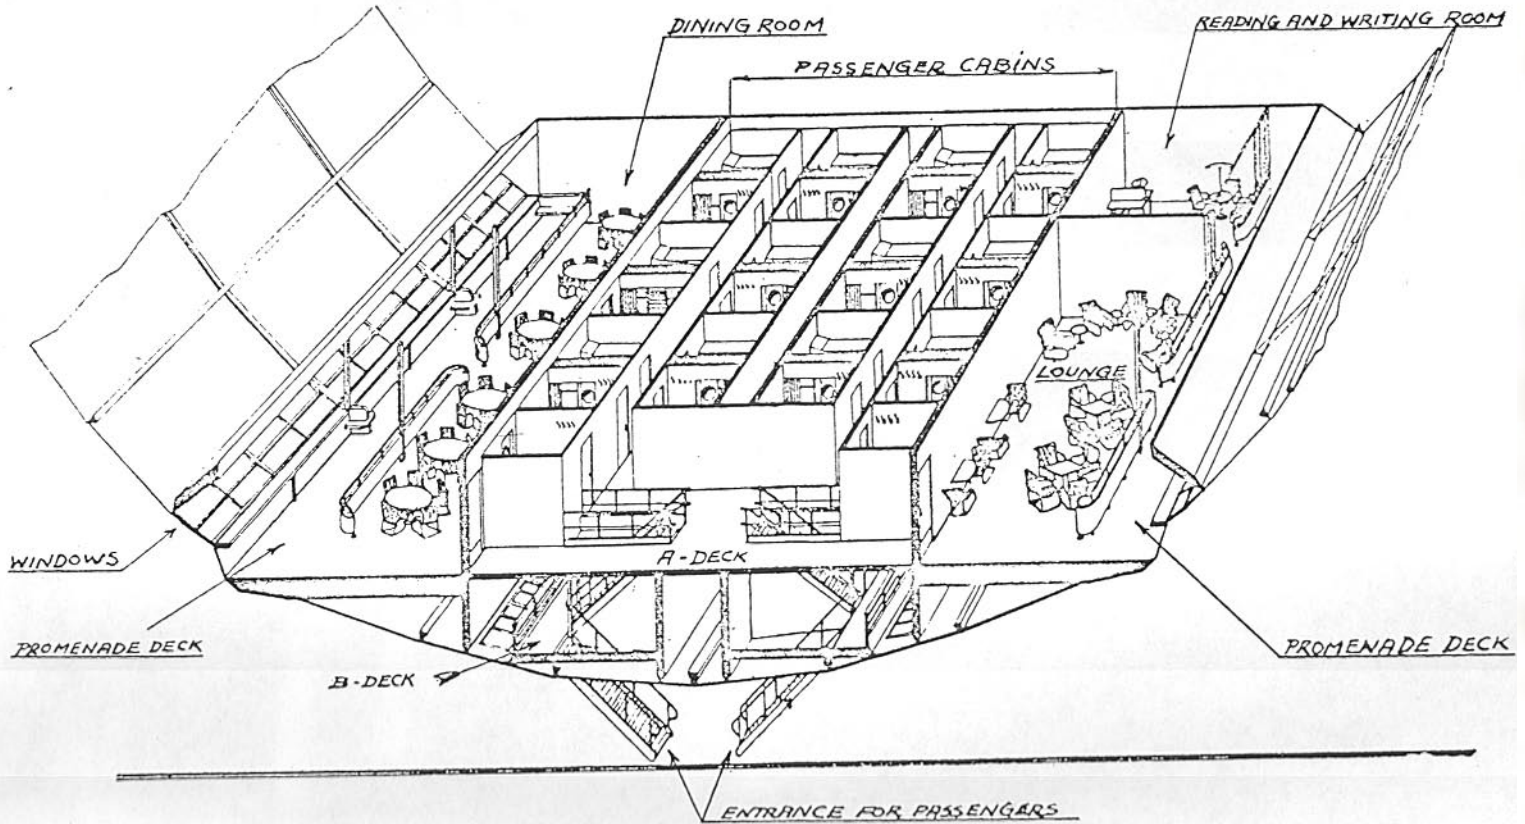 DINING ROOM
READING AND WRITING ROOM
PASSENGER CABINS
LOUNGE
WINDOWS
A-DECK
PROMENADE DECK
PROMENADE DECK
B-DECK
ENTRANCE FOR PASSENGERS